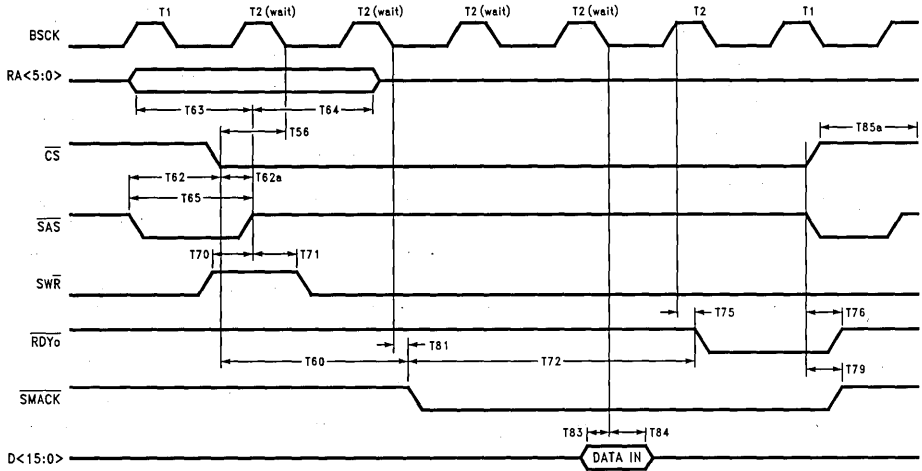 T1 T2 (wait) T2 (wait) T2 (wait) T2 (wait) T2 T1
BSCK
RA<5:0>
T63 T64
T56
T85a
CS
T62 T62a
T65
SAS
T70 T71
SWR
T75 T76
RDYo
T81
T60 T72
T79
SMACK
T83 T84
D<15:0> DATA IN